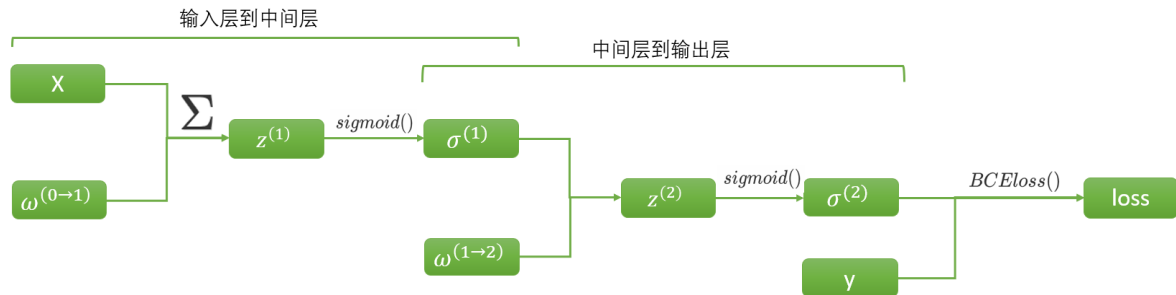 输入层到中间层
中间层到输出层
X
∑
z^{(1)}
sigmoid()
σ^{(1)}
ω^{(0→1)}
z^{(2)}
sigmoid()
σ^{(2)}
BCEloss()
loss
ω^{(1→2)}
y